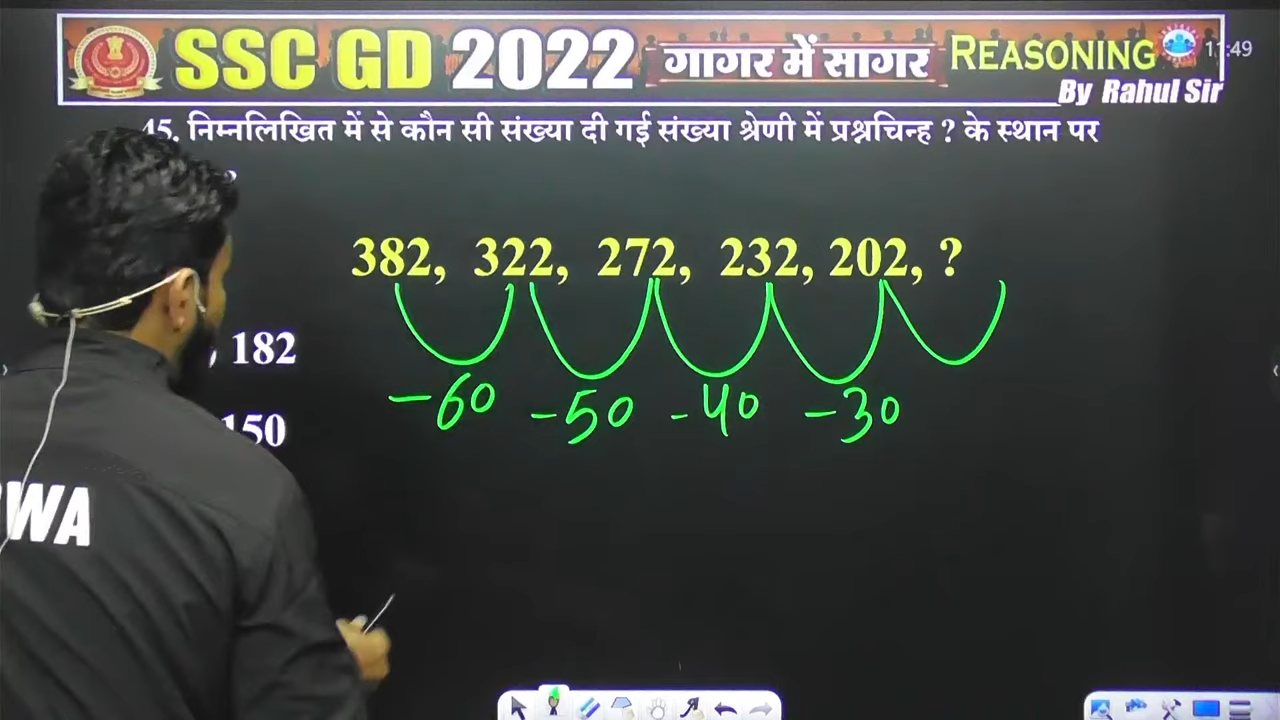 SSC GD 2022 गागर में सागर REASONING 11:49
By Rahul Sir
45. निम्नलिखित में से कौन सी संख्या दी गई संख्या श्रेणी में प्रश्नचिन्ह ? के स्थान पर
382, 322, 272, 232, 202, ?
182
-60 -50 -40 -30
150
WA